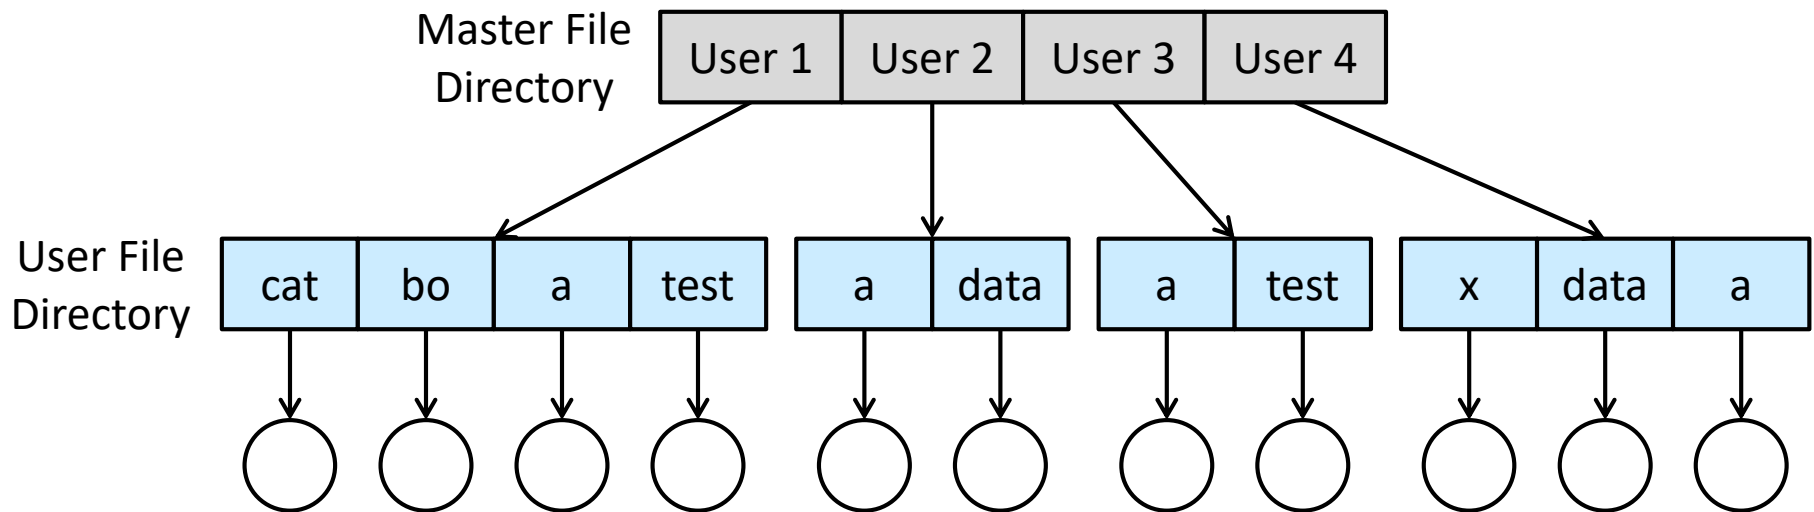 Master File
Directory
User 1 User 2 User 3 User 4
User File
Directory
cat bo a test a data a test x data a